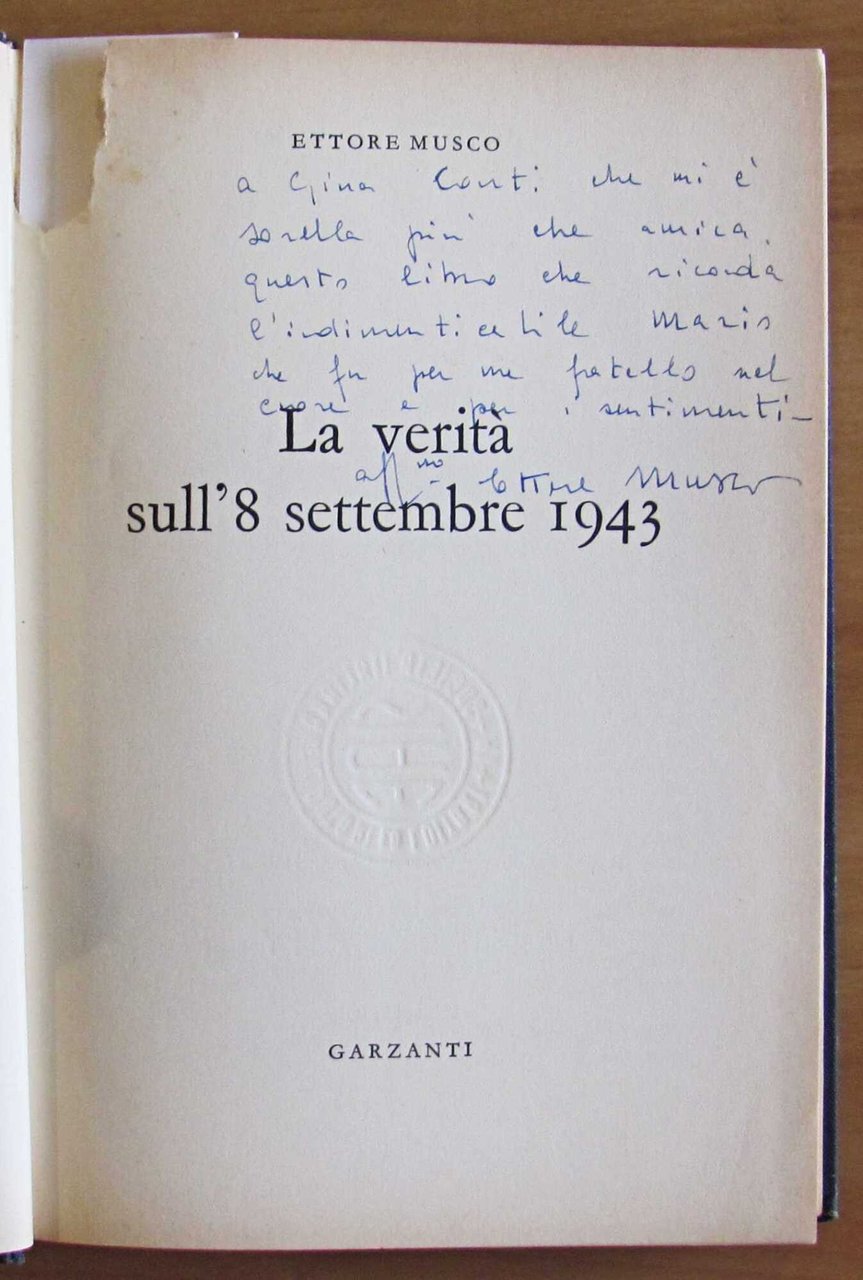 ETTORE MUSCO
a Gina Conti che mi è
sorella più che amica,
questo libro che ricorda
l'indimenticabile Mario
che fu per me fratello nel
cuore e per i sentimenti_
La verità
aff.mo Ettore Musco
sull'8 settembre 1943
GARZANTI